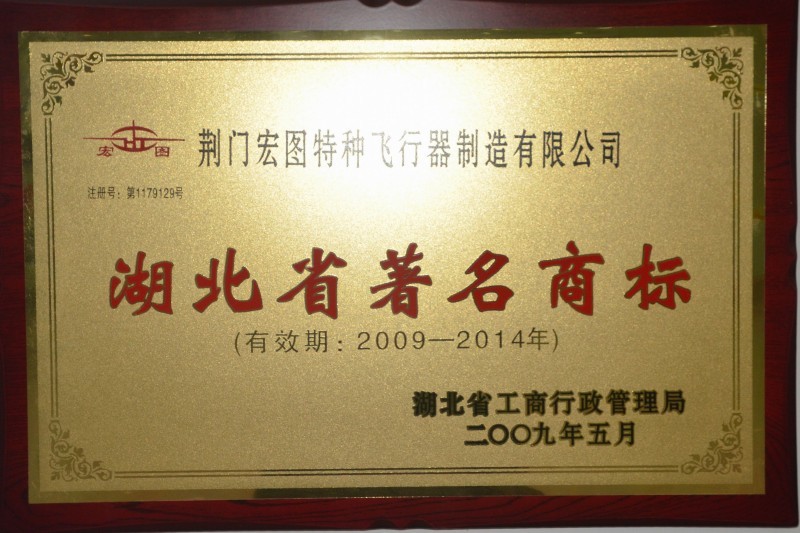 荆门宏图特种飞行器制造有限公司
宏图
注册号：第1179129号
湖北省著名商标
(有效期：2009—2014年)
湖北省工商行政管理局
二〇〇九年五月